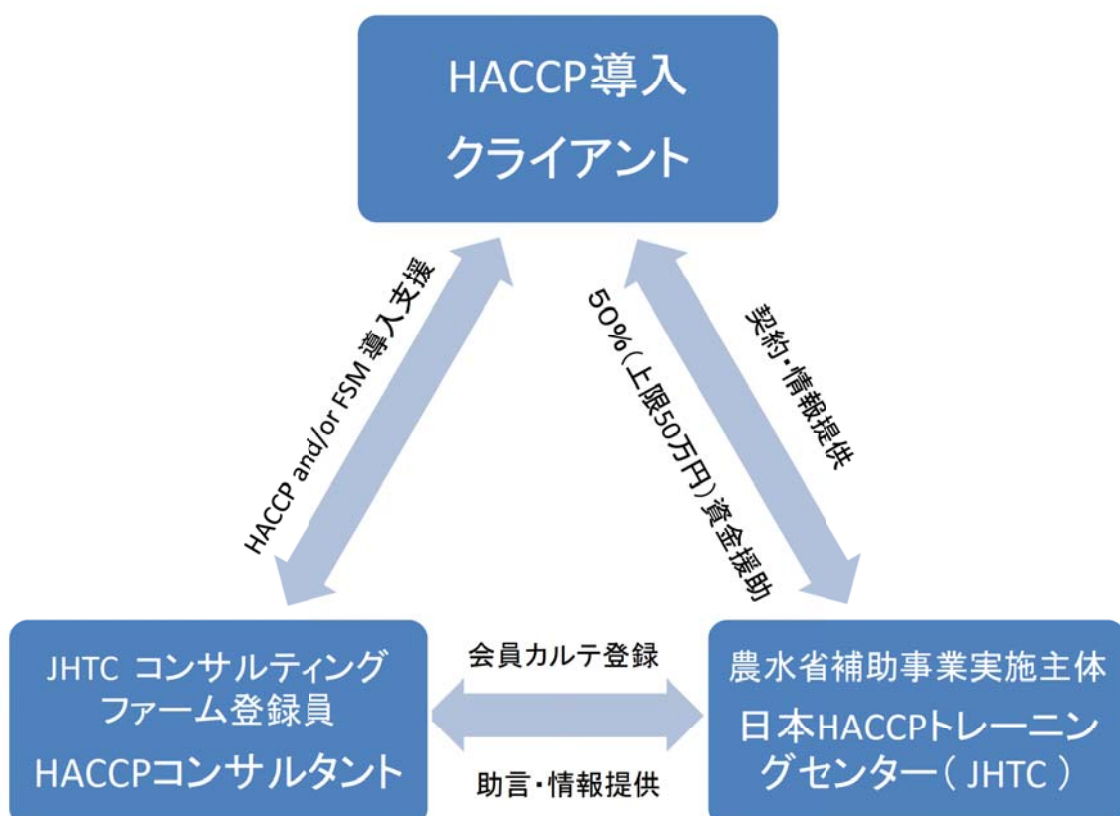 HACCP導入
クライアント
HACCP and/or FSM 導入支援
50%(上限50万円)資金援助
契約・情報提供
JHTC コンサルティング
ファーム登録員
HACCPコンサルタント
会員カルテ登録
助言・情報提供
農水省補助事業実施主体
日本HACCPトレーニン
グセンター( JHTC )